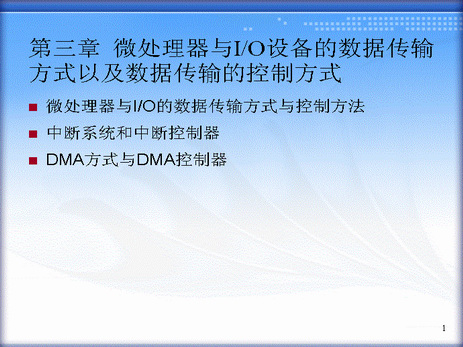 第三章 微处理器与I/O设备的数据传输
方式以及数据传输的控制方式
微处理器与I/O的数据传输方式与控制方法
中断系统和中断控制器
DMA方式与DMA控制器
1